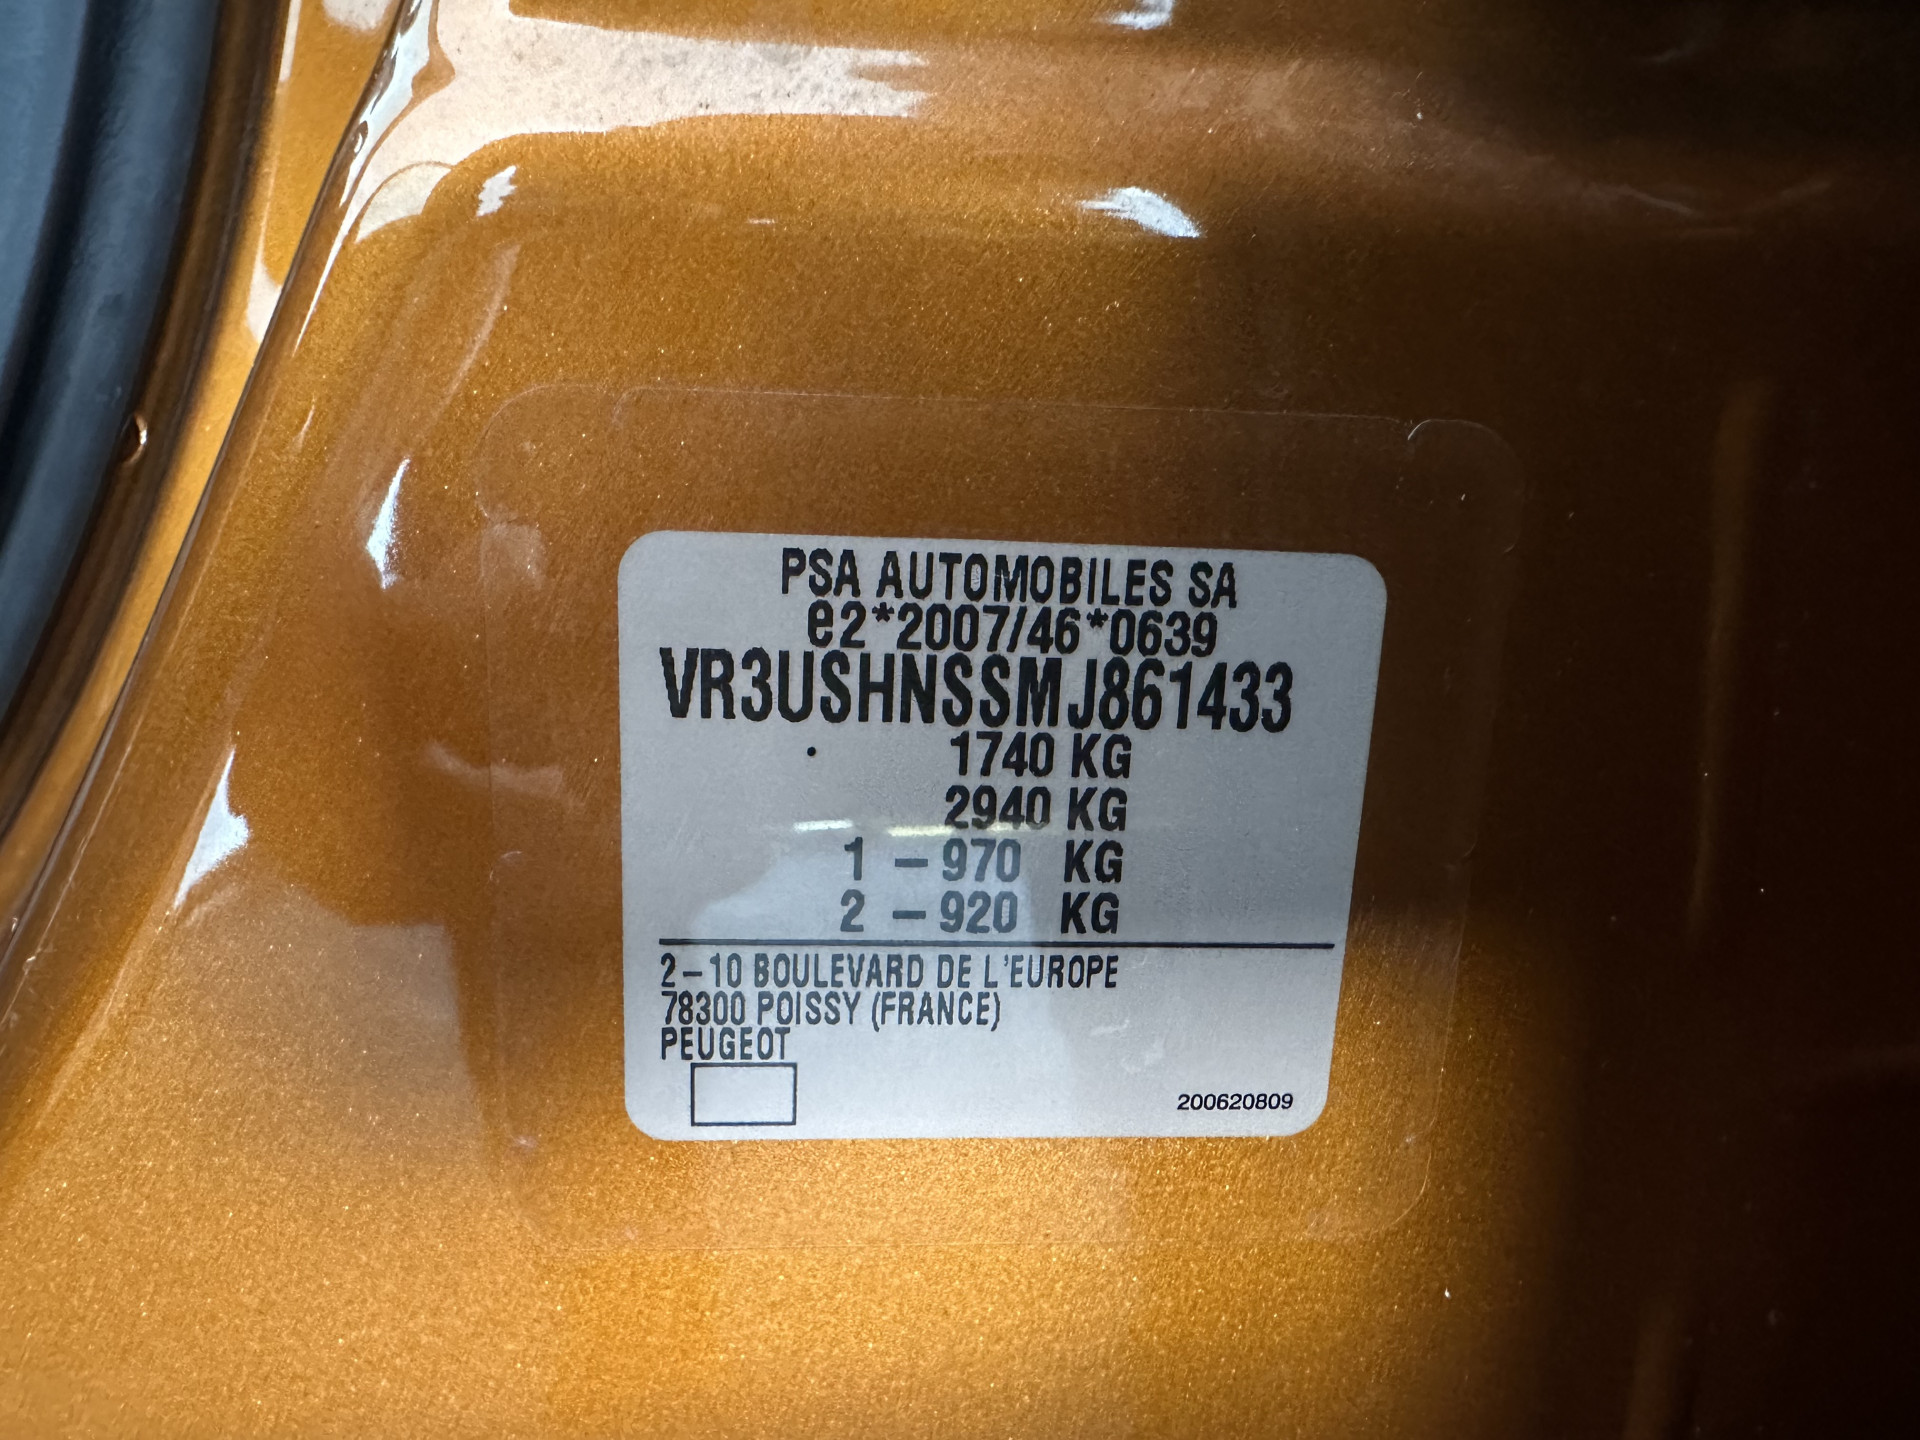 PSA AUTOMOBILES SA
e2*2007/46*0639
VR3USHNSSMJ861433
1740 KG
2940 KG
1 – 970 KG
2 – 920 KG
2–10 BOULEVARD DE L'EUROPE
78300 POISSY (FRANCE)
PEUGEOT
200620809